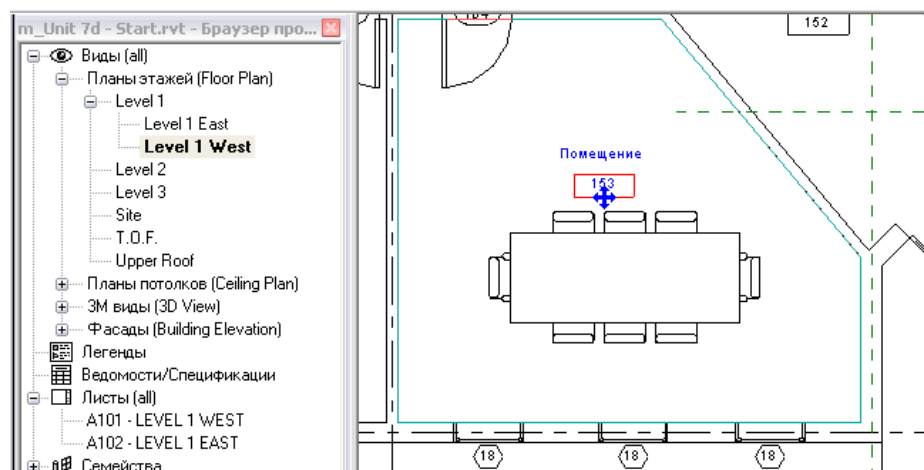 m_Unit 7d - Start.rvt - Браузер про...
Виды (all)
Планы этажей (Floor Plan)
Level 1
Level 1 East
Level 1 West
Level 2
Level 3
Site
T.O.F.
Upper Roof
Планы потолков (Ceiling Plan)
3М виды (3D View)
Фасады (Building Elevation)
Легенды
Ведомости/Спецификации
Листы (all)
A101 - LEVEL 1 WEST
A102 - LEVEL 1 EAST
Семейства
152
Помещение
153
18
18
18